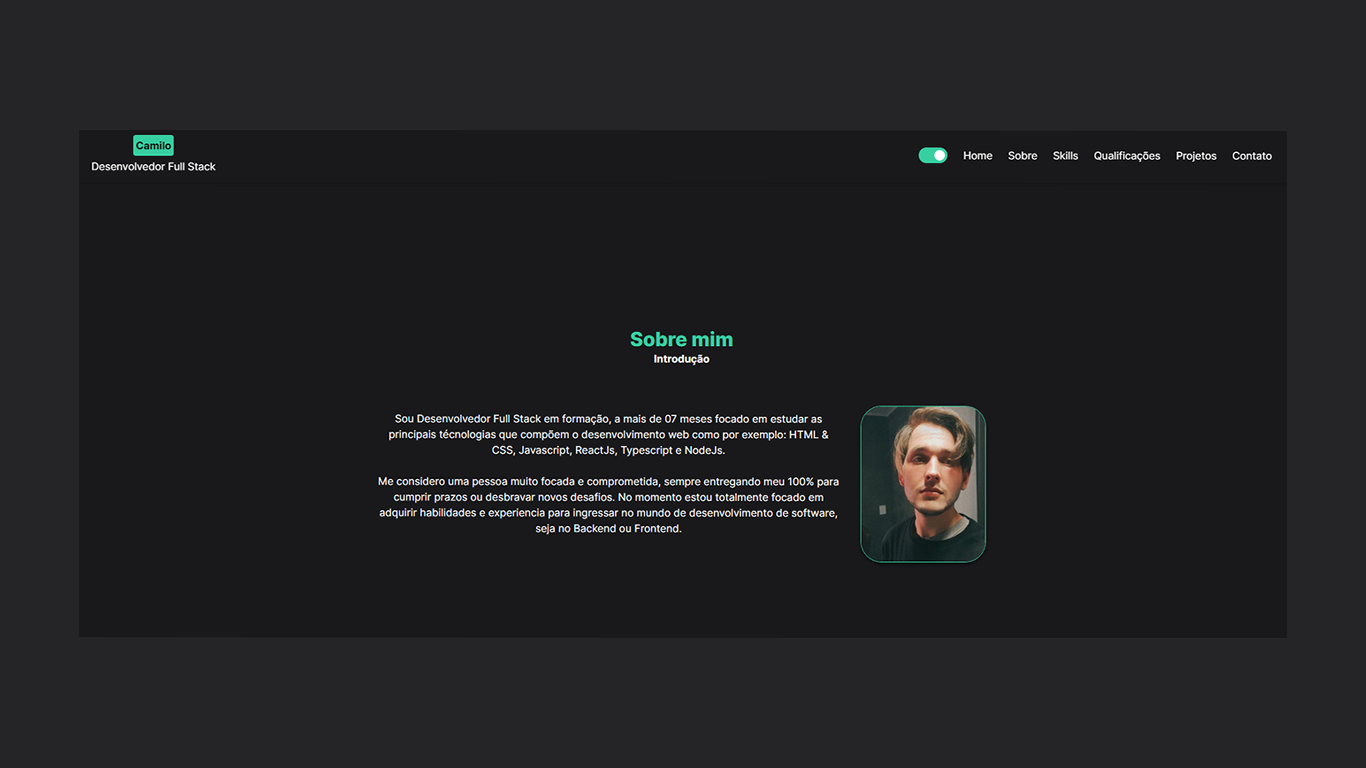 Camilo
Desenvolvedor Full Stack
Home Sobre Skills Qualificações Projetos Contato
Sobre mim
Introdução
Sou Desenvolvedor Full Stack em formação, a mais de 07 meses focado em estudar as
principais técnologias que compõem o desenvolvimento web como por exemplo: HTML &
CSS, Javascript, ReactJs, Typescript e NodeJs.
Me considero uma pessoa muito focada e comprometida, sempre entregando meu 100% para
cumprir prazos ou desbravar novos desafios. No momento estou totalmente focado em
adquirir habilidades e experiencia para ingressar no mundo de desenvolvimento de software,
seja no Backend ou Frontend.